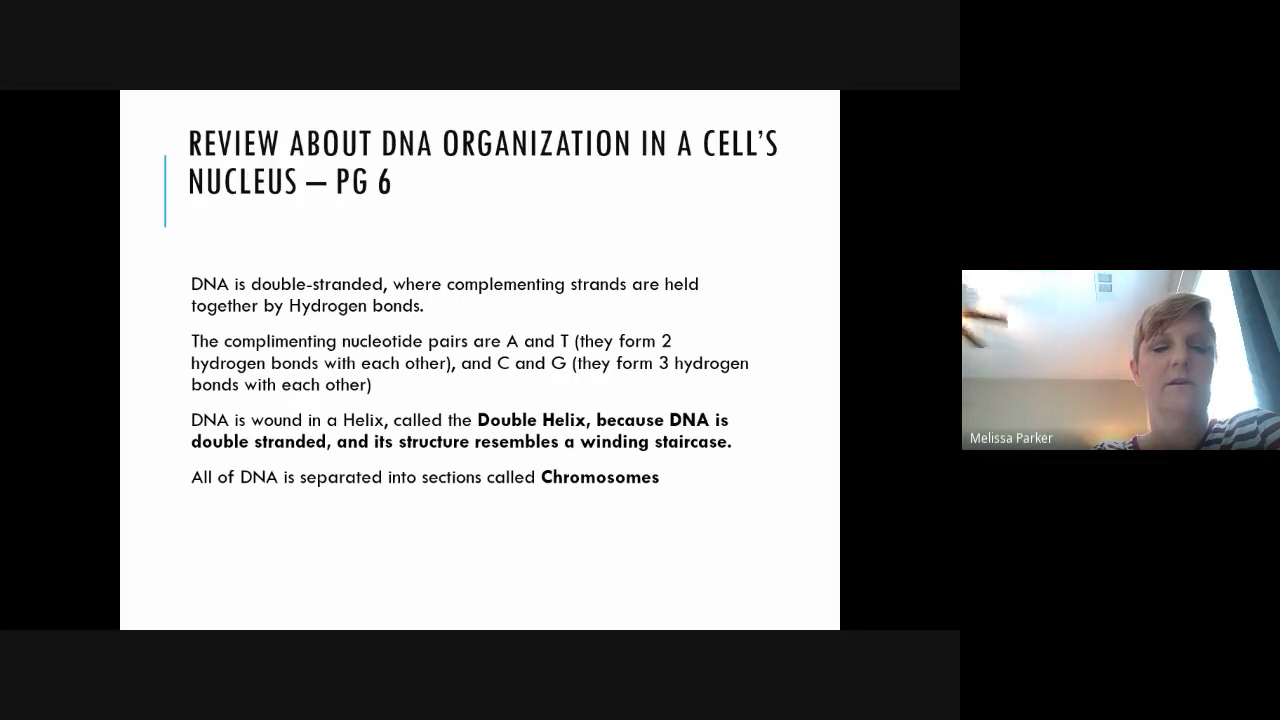 REVIEW ABOUT DNA ORGANIZATION IN A CELL'S
NUCLEUS – PG 6
DNA is double-stranded, where complementing strands are held
together by Hydrogen bonds.
The complimenting nucleotide pairs are A and T (they form 2
hydrogen bonds with each other), and C and G (they form 3 hydrogen
bonds with each other)
DNA is wound in a Helix, called the Double Helix, because DNA is
double stranded, and its structure resembles a winding staircase.
All of DNA is separated into sections called Chromosomes
Melissa Parker